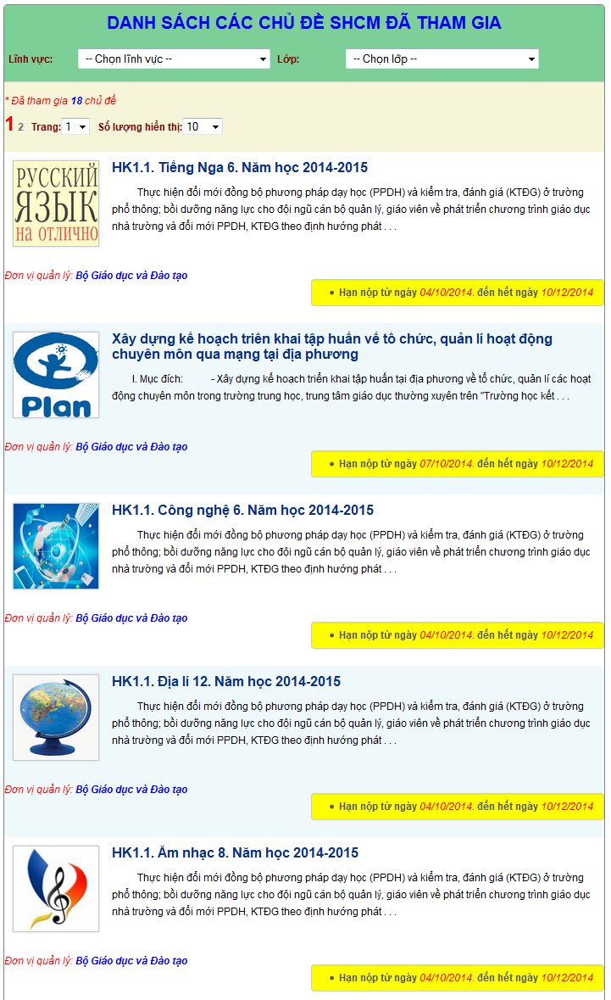 DANH SÁCH CÁC CHỦ ĐỀ SHCM ĐÃ THAM GIA
Lĩnh vực: -- Chọn lĩnh vực -- Lớp: -- Chọn lớp --
* Đã tham gia 18 chủ đề
1 2 Trang: 1 Số lượng hiển thị: 10
РУССКИЙ
ЯЗЫК
НА ОТЛИЧНО
HK1.1. Tiếng Nga 6. Năm học 2014-2015
Thực hiện đổi mới đồng bộ phương pháp dạy học (PPDH) và kiểm tra, đánh giá (KTĐG) ở trường
phổ thông; bồi dưỡng năng lực cho đội ngũ cán bộ quản lý, giáo viên về phát triển chương trình giáo dục
nhà trường và đổi mới PPDH, KTĐG theo định hướng phát . . .
Đơn vị quản lý: Bộ Giáo dục và Đào tạo
• Hạn nộp từ ngày 04/10/2014. đến hết ngày 10/12/2014
Plan
Xây dựng kế hoạch triển khai tập huấn về tổ chức, quản lí hoạt động
chuyên môn qua mạng tại địa phương
I. Mục đích: - Xây dựng kế hoạch triển khai tập huấn tại địa phương về tổ chức, quản lí các hoạt
động chuyên môn trong trường trung học, trung tâm giáo dục thường xuyên trên "Trường học kết . . .
Đơn vị quản lý: Bộ Giáo dục và Đào tạo
• Hạn nộp từ ngày 07/10/2014. đến hết ngày 10/12/2014
HK1.1. Công nghệ 6. Năm học 2014-2015
Thực hiện đổi mới đồng bộ phương pháp dạy học (PPDH) và kiểm tra, đánh giá (KTĐG) ở trường
phổ thông; bồi dưỡng năng lực cho đội ngũ cán bộ quản lý, giáo viên về phát triển chương trình giáo dục
nhà trường và đổi mới PPDH, KTĐG theo định hướng phát . . .
Đơn vị quản lý: Bộ Giáo dục và Đào tạo
• Hạn nộp từ ngày 04/10/2014. đến hết ngày 10/12/2014
HK1.1. Địa lí 12. Năm học 2014-2015
Thực hiện đổi mới đồng bộ phương pháp dạy học (PPDH) và kiểm tra, đánh giá (KTĐG) ở trường
phổ thông; bồi dưỡng năng lực cho đội ngũ cán bộ quản lý, giáo viên về phát triển chương trình giáo dục
nhà trường và đổi mới PPDH, KTĐG theo định hướng phát . . .
Đơn vị quản lý: Bộ Giáo dục và Đào tạo
• Hạn nộp từ ngày 04/10/2014. đến hết ngày 10/12/2014
HK1.1. Âm nhạc 8. Năm học 2014-2015
Thực hiện đổi mới đồng bộ phương pháp dạy học (PPDH) và kiểm tra, đánh giá (KTĐG) ở trường
phổ thông; bồi dưỡng năng lực cho đội ngũ cán bộ quản lý, giáo viên về phát triển chương trình giáo dục
nhà trường và đổi mới PPDH, KTĐG theo định hướng phát . . .
Đơn vị quản lý: Bộ Giáo dục và Đào tạo
• Hạn nộp từ ngày 04/10/2014. đến hết ngày 10/12/2014